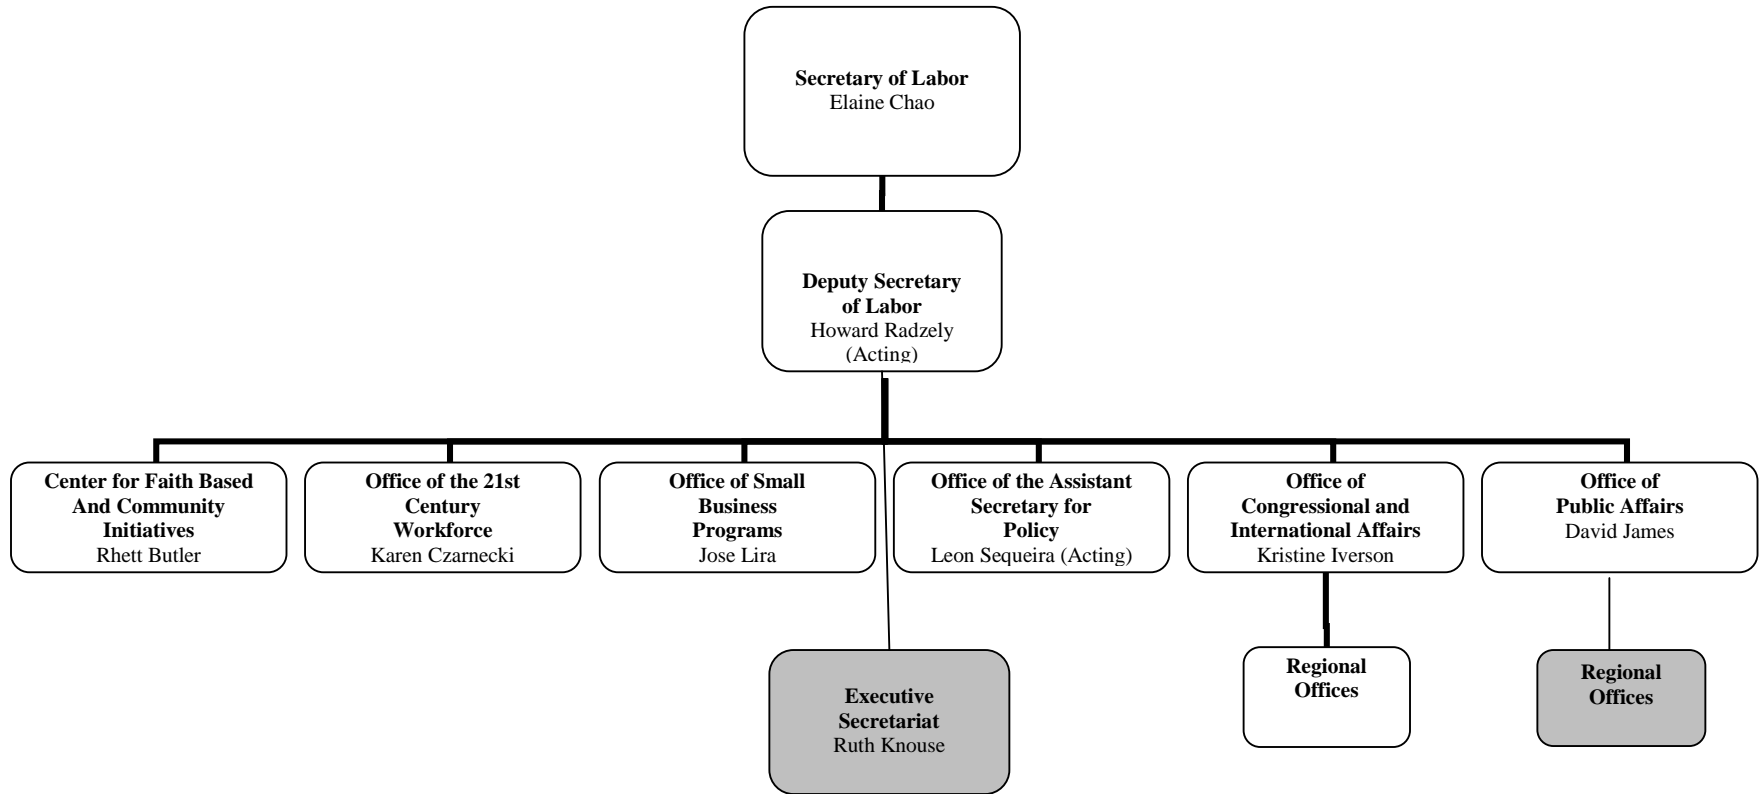 Secretary of Labor
Elaine Chao
Deputy Secretary
of Labor
Howard Radzely
(Acting)
Center for Faith Based
And Community
Initiatives
Rhett Butler
Office of the 21st
Century
Workforce
Karen Czarnecki
Office of Small
Business
Programs
Jose Lira
Office of the Assistant
Secretary for
Policy
Leon Sequeira (Acting)
Office of
Congressional and
International Affairs
Kristine Iverson
Office of
Public Affairs
David James
Executive
Secretariat
Ruth Knouse
Regional
Offices
Regional
Offices